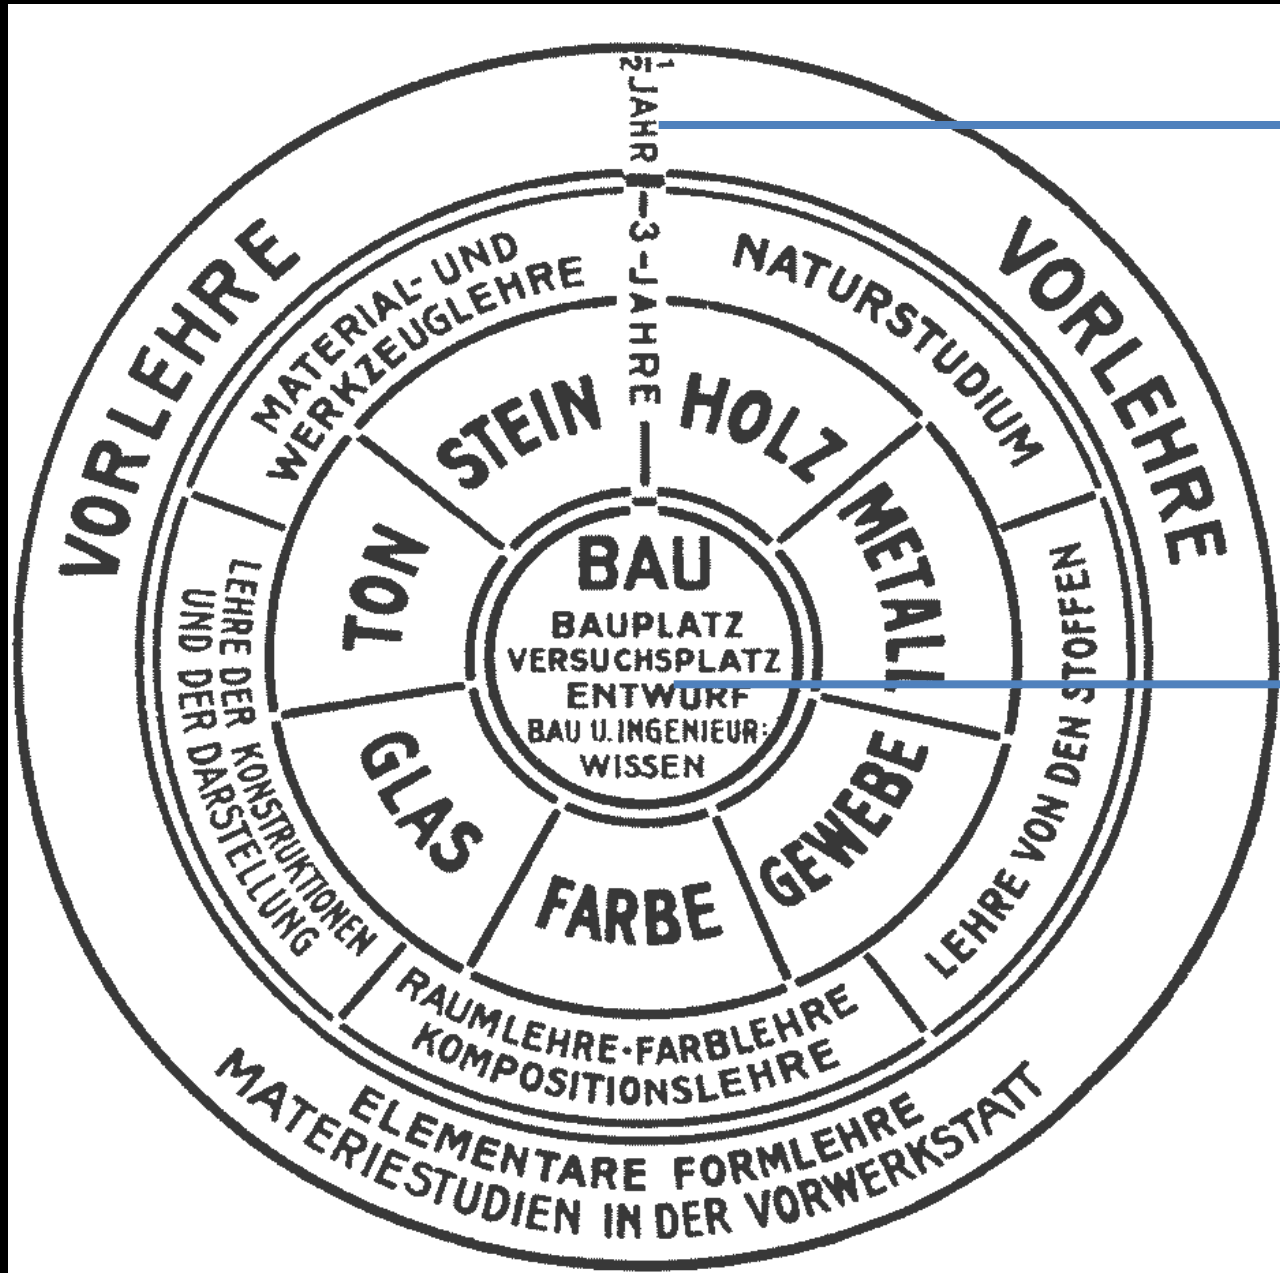 ½ JAHR
3 JAHRE
VORLEHRE
VORLEHRE
MATERIAL- UND
WERKZEUGLEHRE
NATURSTUDIUM
STEIN
HOLZ
METALL
TON
BAU
BAUPLATZ
VERSUCHSPLATZ
ENTWURF
BAU U. INGENIEUR:
WISSEN
LEHRE DER KONSTRUKTIONEN
UND DER DARSTELLUNG
LEHRE VON DEN STOFFEN
GLAS
FARBE
GEWEBE
RAUMLEHRE·FARBLEHRE
KOMPOSITIONSLEHRE
ELEMENTARE FORMLEHRE
MATERIESTUDIEN IN DER VORWERKSTATT